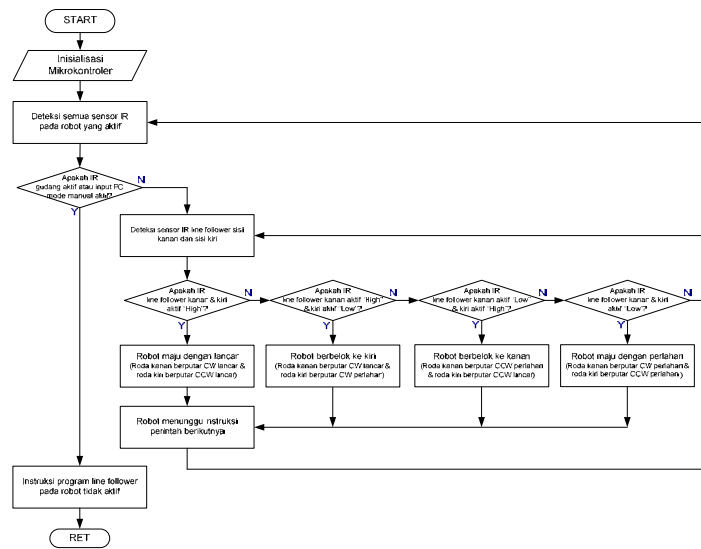 START
Inisialisasi
Mikrokontroler
Deteksi semua sensor IR
pada robot yang aktif
Apakah IR
gudang aktif atau input PC
mode manual aktif?
N
Y
Deteksi sensor IR line follower sisi
kanan dan sisi kiri
Apakah IR
line follower kanan & kiri
aktif "High"?
N
Y
Apakah IR
line follower kanan aktif "High"
& kiri aktif "Low"?
N
Y
Apakah IR
line follower kanan aktif "Low"
& kiri aktif "High"?
N
Y
Apakah IR
line follower kanan & kiri
aktif "Low"?
N
Y
Robot maju dengan lancar
(Roda kanan berputar CW lancar &
roda kiri berputar CCW lancar)
Robot berbelok ke kiri
(Roda kanan berputar CW lancar &
roda kiri berputar CW perlahan)
Robot berbelok ke kanan
(Roda kanan berputar CCW perlahan
& roda kiri berputar CCW lancar)
Robot maju dengan perlahan
(Roda kanan berputar CW perlahan &
roda kiri berputar CCW perlahan)
Robot menunggu instruksi
perintah berikutnya
Instruksi program line follower
pada robot tidak aktif
RET